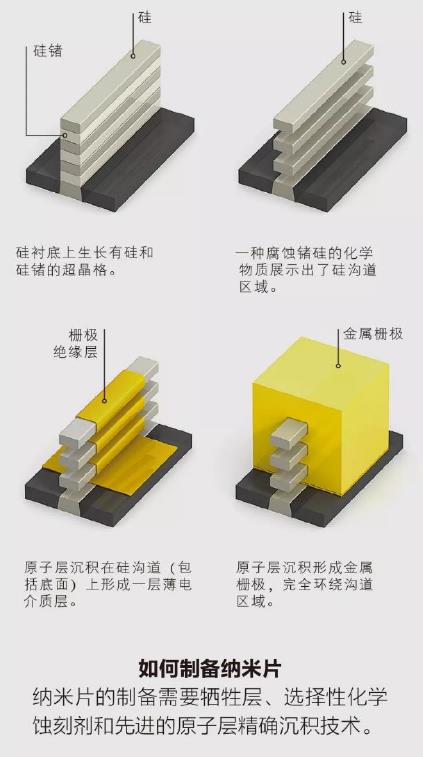 硅
硅锗
硅
硅衬底上生长有硅和
硅锗的超晶格。
一种腐蚀锗硅的化学
物质展示出了硅沟道
区域。
栅极
绝缘层
金属栅极
原子层沉积在硅沟道（包
括底面）上形成一层薄电
介质层。
原子层沉积形成金属
栅极，完全环绕沟道
区域。
如何制备纳米片
纳米片的制备需要牺牲层、选择性化学
蚀刻剂和先进的原子层精确沉积技术。